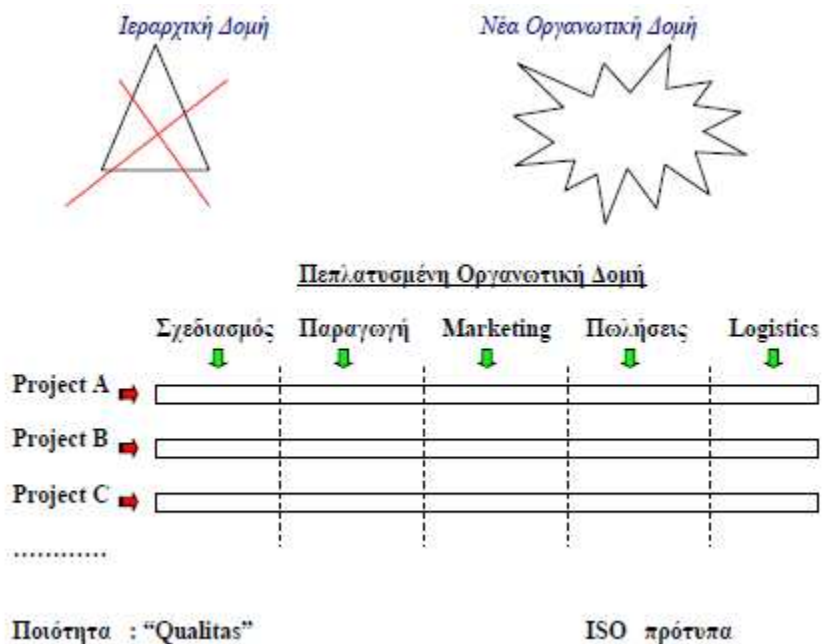 Ιεραρχική Δομή Νέα Οργανωτική Δομή
Πεπλατυσμένη Οργανωτική Δομή
Σχεδιασμός Παραγωγή Marketing Πωλήσεις Logistics
Project A
Project B
Project C
............
Ποιότητα : “Qualitas” ISO πρότυπα